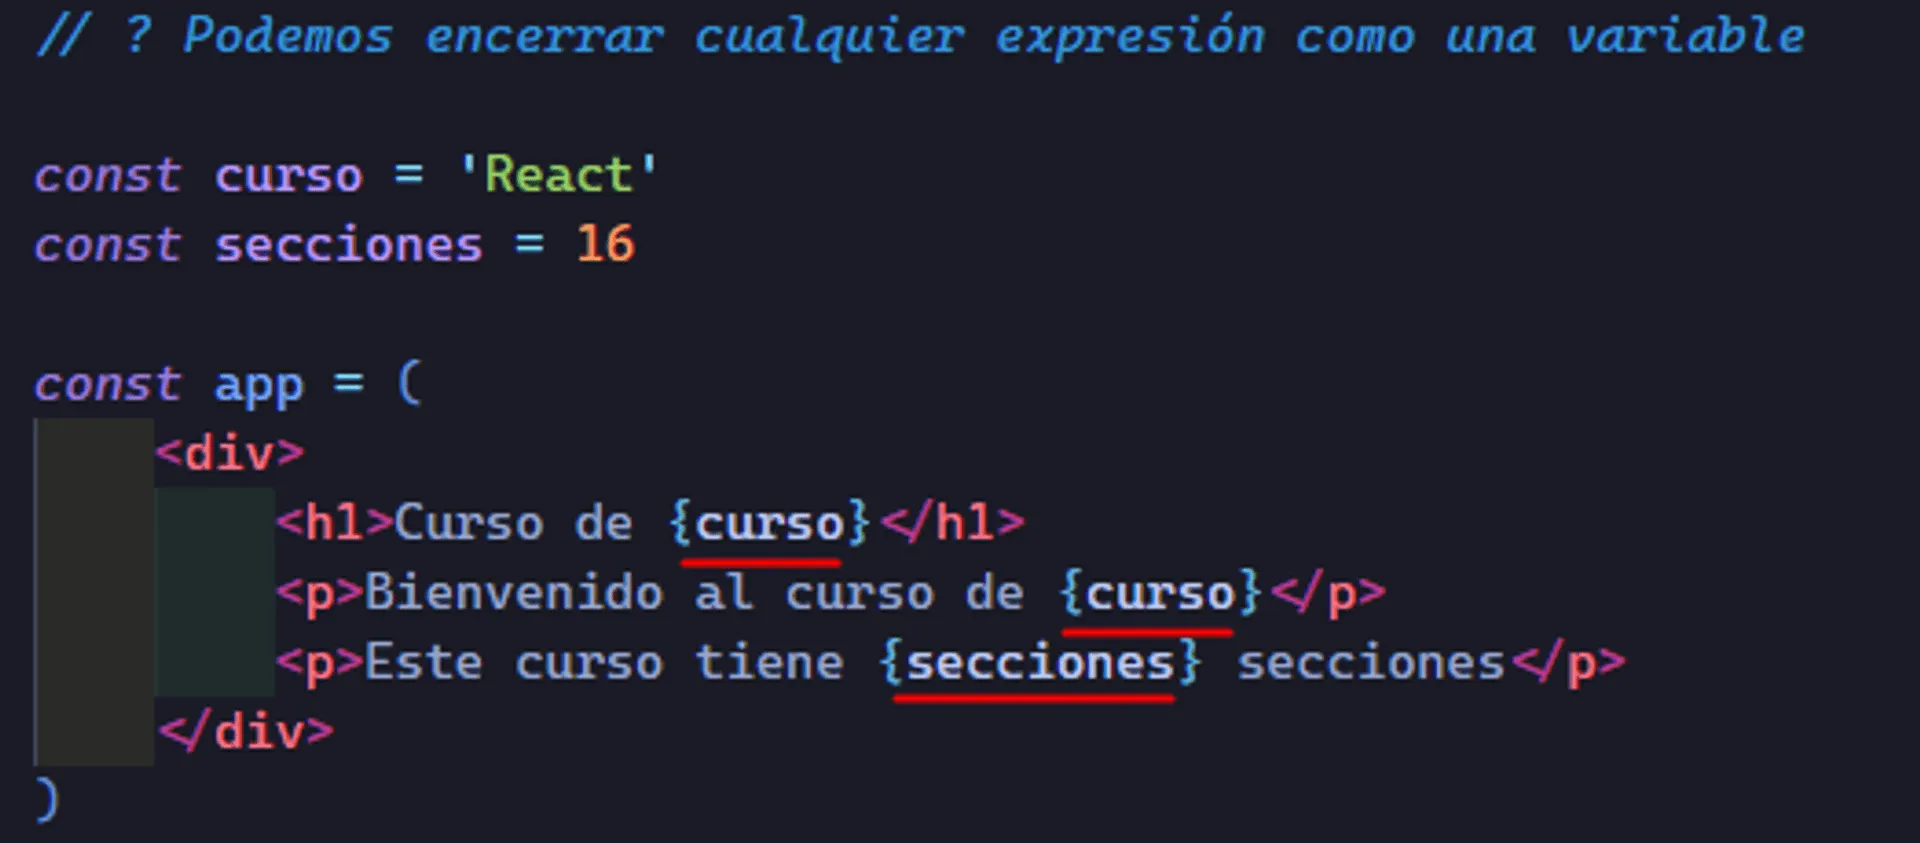 // ? Podemos encerrar cualquier expresión como una variable
const curso = 'React'
const secciones = 16
const app = (
<div>
<h1>Curso de {curso}</h1>
<p>Bienvenido al curso de {curso}</p>
<p>Este curso tiene {secciones} secciones</p>
</div>
)